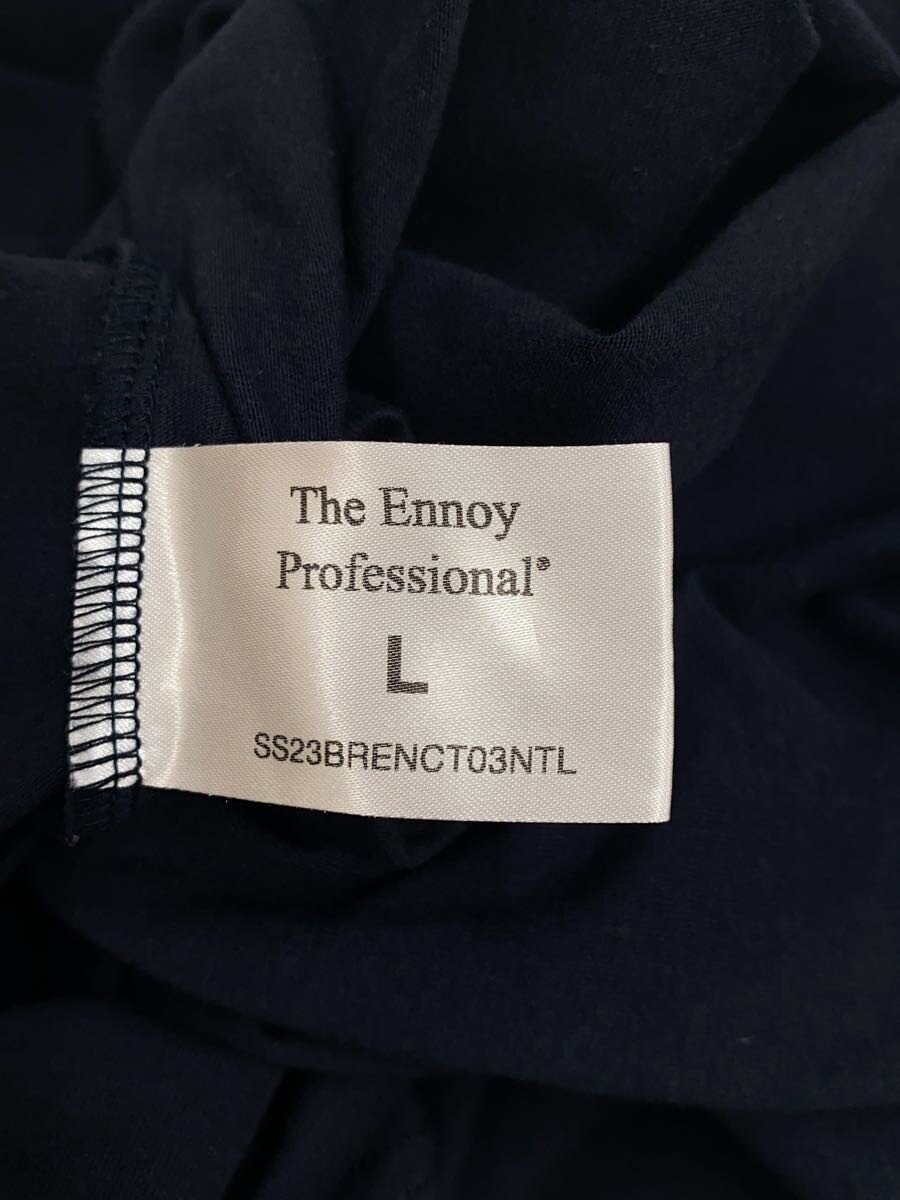 The Ennoy
Professional®
L
SS23BRENCT03NTL